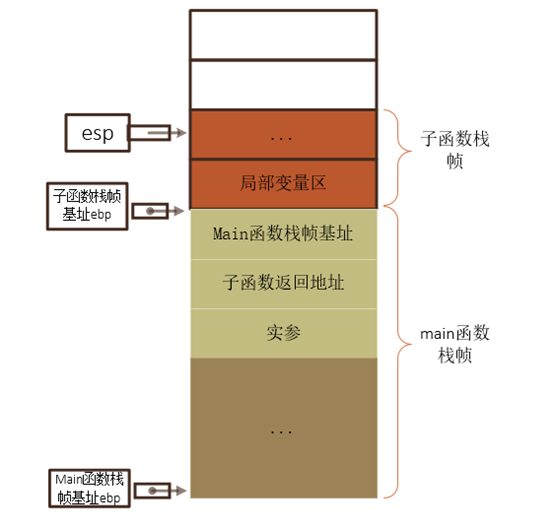 esp
...
子函数栈
帧
局部变量区
子函数栈帧
基址ebp
Main函数栈帧基址
子函数返回地址
实参
main函数
栈帧
...
Main函数栈
帧基址ebp